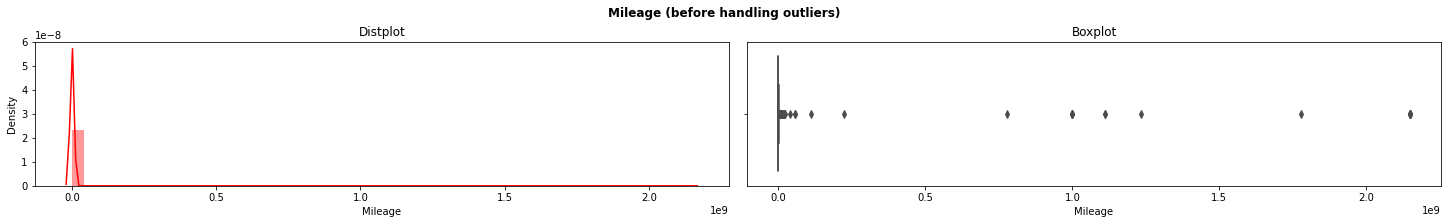 Mileage (before handling outliers)
Distplot
1e−8
6
5
4
3
2
1
0
Density
0.0 0.5 1.0 1.5 2.0
1e9
Mileage
Boxplot
0.0 0.5 1.0 1.5 2.0
1e9
Mileage